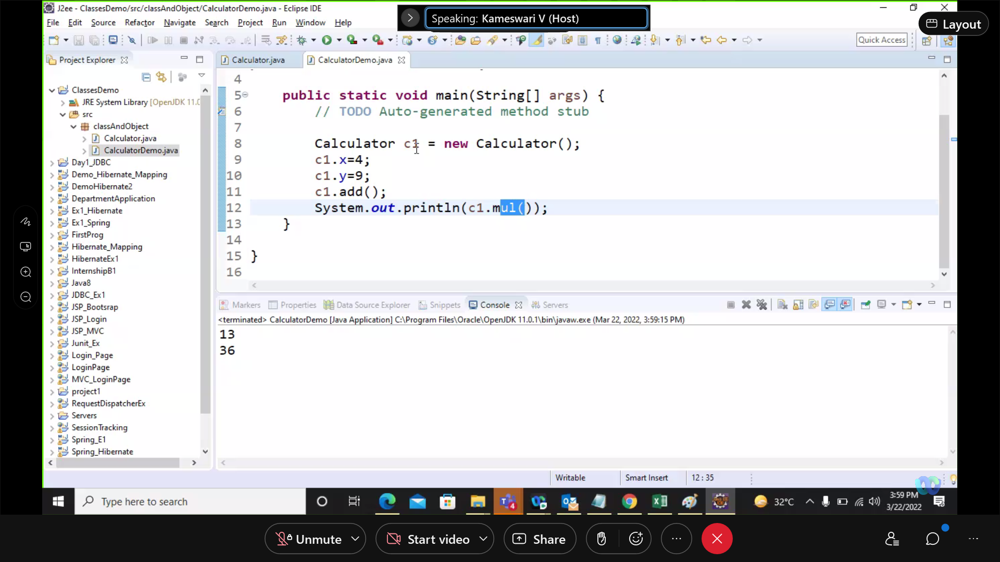 J2ee - ClassesDemo/src/classAndObject/CalculatorDemo.java - Eclipse IDE
Speaking: Kameswari V (Host)
Layout
File Edit Source Refactor Navigate Search Project Run Window Help
Quick Access
Project Explorer
Calculator.java
CalculatorDemo.java
ClassesDemo
JRE System Library [OpenJDK 11.0
src
classAndObject
Calculator.java
CalculatorDemo.java
Day1_JDBC
Demo_Hibernate_Mapping
DemoHibernate2
DepartmentApplication
Ex1_Hibernate
Ex1_Spring
FirstProg
Hibernate_Mapping
HibernateEx1
InternshipB1
Java8
JDBC_Ex1
JSP_Bootsrap
JSP_Login
JSP_MVC
Junit_Ex
Login_Page
LoginPage
MVC_LoginPage
project1
RequestDispatcherEx
Servers
SessionTracking
Spring_E1
Spring_Hibernate
4
5 public static void main(String[] args) {
6 // TODO Auto-generated method stub
7
8 Calculator c1 = new Calculator();
9 c1.x=4;
10 c1.y=9;
11 c1.add();
12 System.out.println(c1.mul());
13 }
14
15 }
16
Markers Properties Data Source Explorer Snippets Console Servers
<terminated> CalculatorDemo [Java Application] C:\Program Files\Oracle\OpenJDK 11.0.1\bin\javaw.exe (Mar 22, 2022, 3:59:15 PM)
13
36
Writable Smart Insert 12 : 35
Type here to search
4
32°C
3:59 PM
3/22/2022
Unmute
Start video
Share